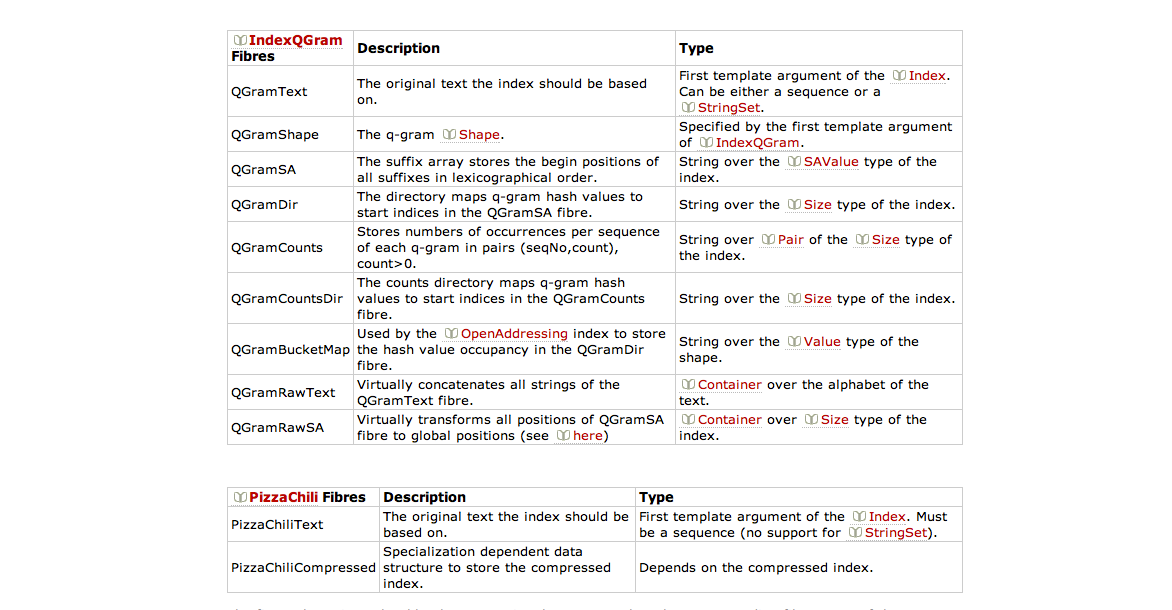 IndexQGram Fibres Description Type
QGramText The original text the index should be based on. First template argument of the Index. Can be either a sequence or a StringSet.
QGramShape The q-gram Shape. Specified by the first template argument of IndexQGram.
QGramSA The suffix array stores the begin positions of all suffixes in lexicographical order. String over the SAValue type of the index.
QGramDir The directory maps q-gram hash values to start indices in the QGramSA fibre. String over the Size type of the index.
QGramCounts Stores numbers of occurrences per sequence of each q-gram in pairs (seqNo,count), count>0. String over Pair of the Size type of the index.
QGramCountsDir The counts directory maps q-gram hash values to start indices in the QGramCounts fibre. String over the Size type of the index.
QGramBucketMap Used by the OpenAddressing index to store the hash value occupancy in the QGramDir fibre. String over the Value type of the shape.
QGramRawText Virtually concatenates all strings of the QGramText fibre. Container over the alphabet of the text.
QGramRawSA Virtually transforms all positions of QGramSA fibre to global positions (see here) Container over Size type of the index.
PizzaChili Fibres Description Type
PizzaChiliText The original text the index should be based on. First template argument of the Index. Must be a sequence (no support for StringSet).
PizzaChiliCompressed Specialization dependent data structure to store the compressed index. Depends on the compressed index.